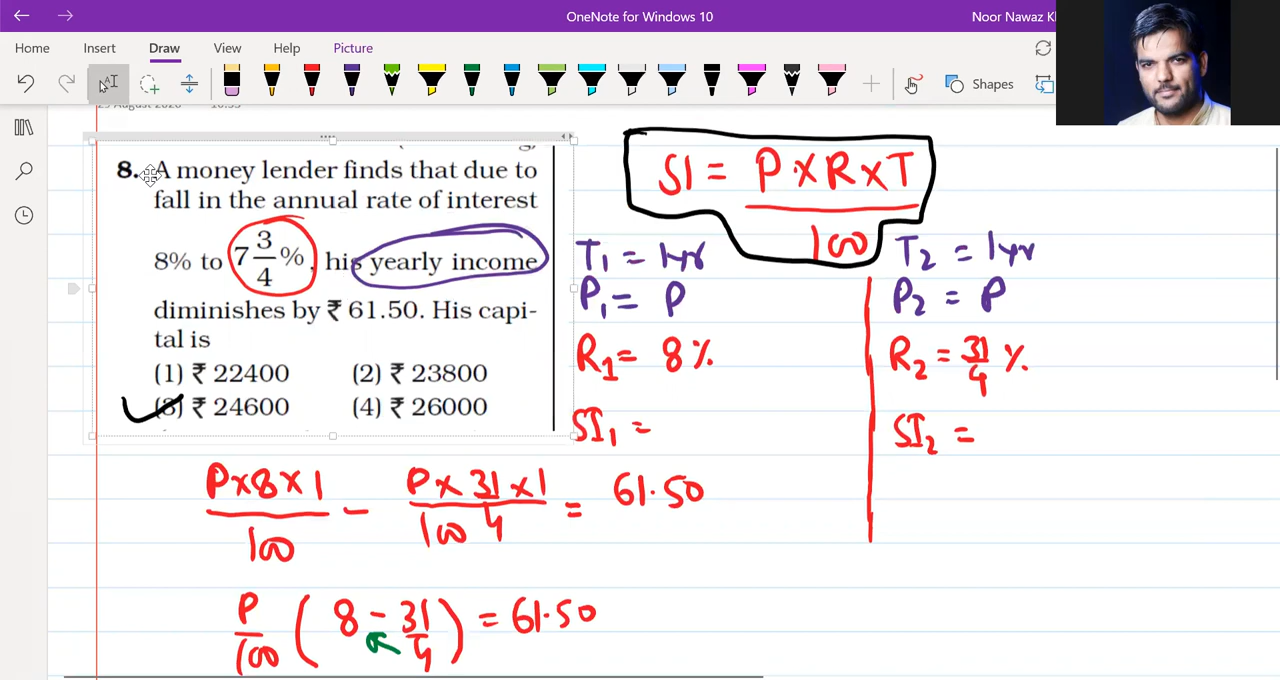 OneNote for Windows 10
Noor Nawaz Kh
Home Insert Draw View Help Picture
Shapes
8. A money lender finds that due to
fall in the annual rate of interest
8% to 7 3/4 %, his yearly income
diminishes by ₹ 61.50. His capi-
tal is
(1) ₹ 22400 (2) ₹ 23800
(3) ₹ 24600 (4) ₹ 26000
SI = P×R×T / 100
T₁ = 1yr
P₁ = P
R₁ = 8 %
SI₁ =
T₂ = 1yr
P₂ = P
R₂ = 31/4 %
SI₂ =
P×8×1 / 100 − P×31×1 / 100 4 = 61.50
P/100 ( 8 − 31/4 ) = 61.50